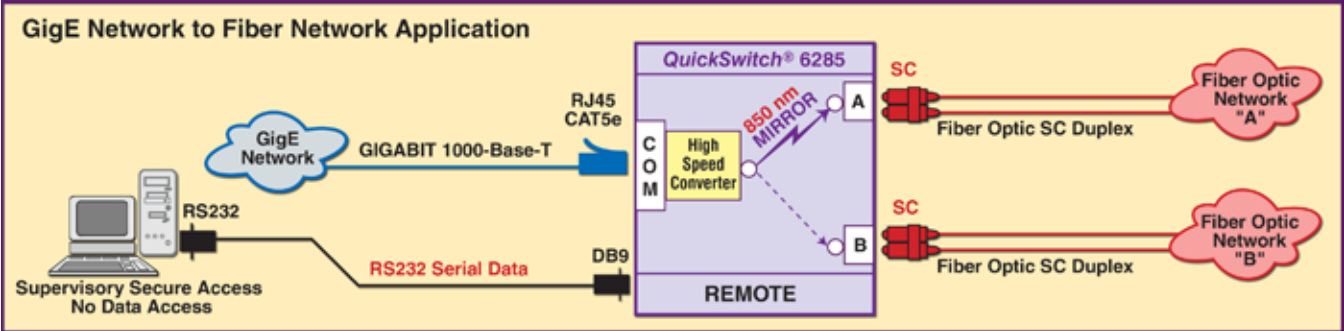 GigE Network to Fiber Network Application
QuickSwitch® 6285
SC
Fiber Optic
Network
"A"
RJ45
CAT5e
850 nm
MIRROR
A
Fiber Optic SC Duplex
GigE
Network
GIGABIT 1000-Base-T
C
O
M
High
Speed
Converter
RS232
SC
Fiber Optic
Network
"B"
B
Fiber Optic SC Duplex
DB9
RS232 Serial Data
REMOTE
Supervisory Secure Access
No Data Access